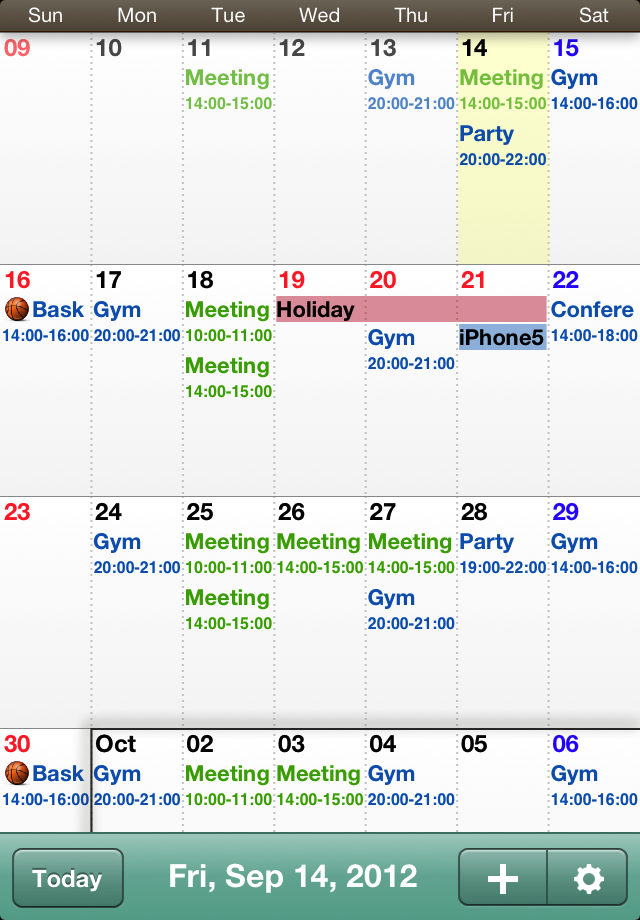 Sun Mon Tue Wed Thu Fri Sat
09 10 11 12 13 14 15
Meeting Gym Meeting Gym
14:00-15:00 20:00-21:00 14:00-15:00 14:00-16:00
Party
20:00-22:00
16 17 18 19 20 21 22
Bask Gym Meeting Holiday Confere
14:00-16:00 20:00-21:00 10:00-11:00 14:00-18:00
Meeting Gym iPhone5
14:00-15:00 20:00-21:00
23 24 25 26 27 28 29
Gym Meeting Meeting Meeting Party Gym
20:00-21:00 10:00-11:00 14:00-15:00 14:00-15:00 19:00-22:00 14:00-16:00
Meeting Gym
14:00-15:00 20:00-21:00
30 Oct 02 03 04 05 06
Bask Gym Meeting Meeting Gym Gym
14:00-16:00 20:00-21:00 10:00-11:00 14:00-15:00 20:00-21:00 14:00-16:00
Today Fri, Sep 14, 2012